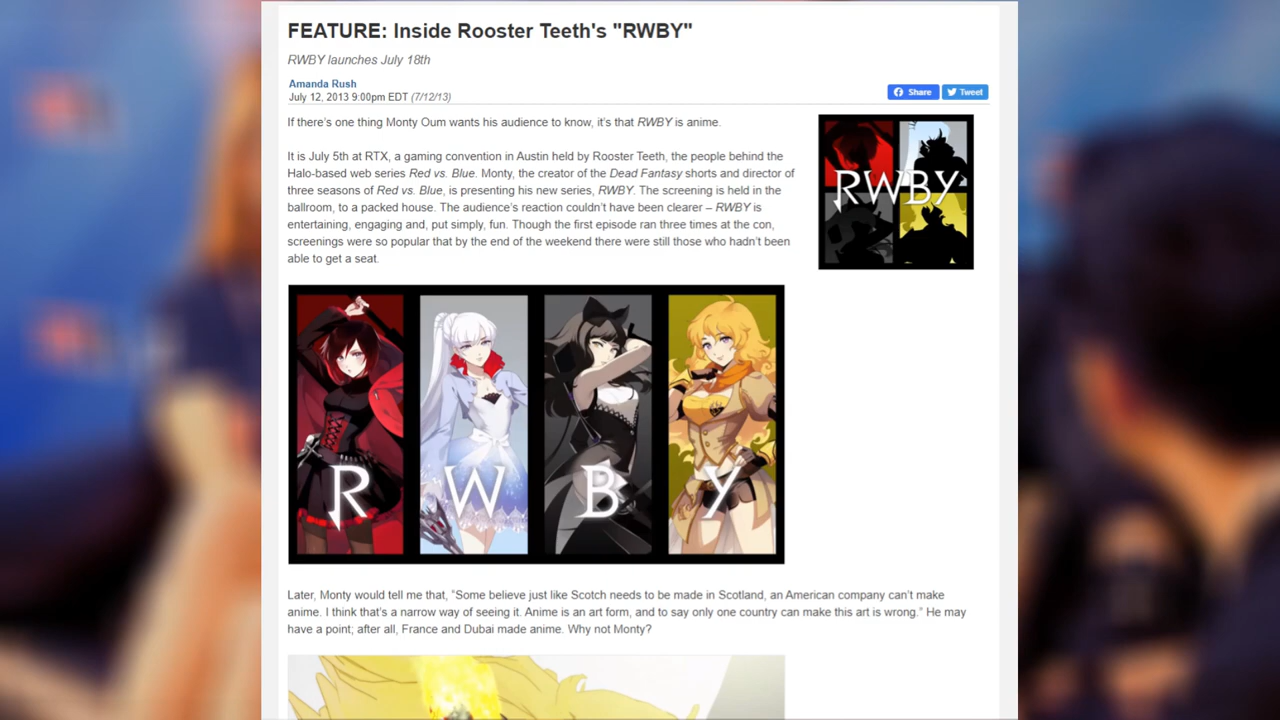 FEATURE: Inside Rooster Teeth's "RWBY"
RWBY launches July 18th
Amanda Rush
July 12, 2013 9:00pm EDT (7/12/13)
Share
Tweet
If there's one thing Monty Oum wants his audience to know, it's that RWBY is anime.
It is July 5th at RTX, a gaming convention in Austin held by Rooster Teeth, the people behind the
Halo-based web series Red vs. Blue. Monty, the creator of the Dead Fantasy shorts and director of
three seasons of Red vs. Blue, is presenting his new series, RWBY. The screening is held in the
ballroom, to a packed house. The audience's reaction couldn't have been clearer – RWBY is
entertaining, engaging and, put simply, fun. Though the first episode ran three times at the con,
screenings were so popular that by the end of the weekend there were still those who hadn't been
able to get a seat.
RWBY
R W B Y
Later, Monty would tell me that, "Some believe just like Scotch needs to be made in Scotland, an American company can't make
anime. I think that's a narrow way of seeing it. Anime is an art form, and to say only one country can make this art is wrong." He may
have a point; after all, France and Dubai made anime. Why not Monty?